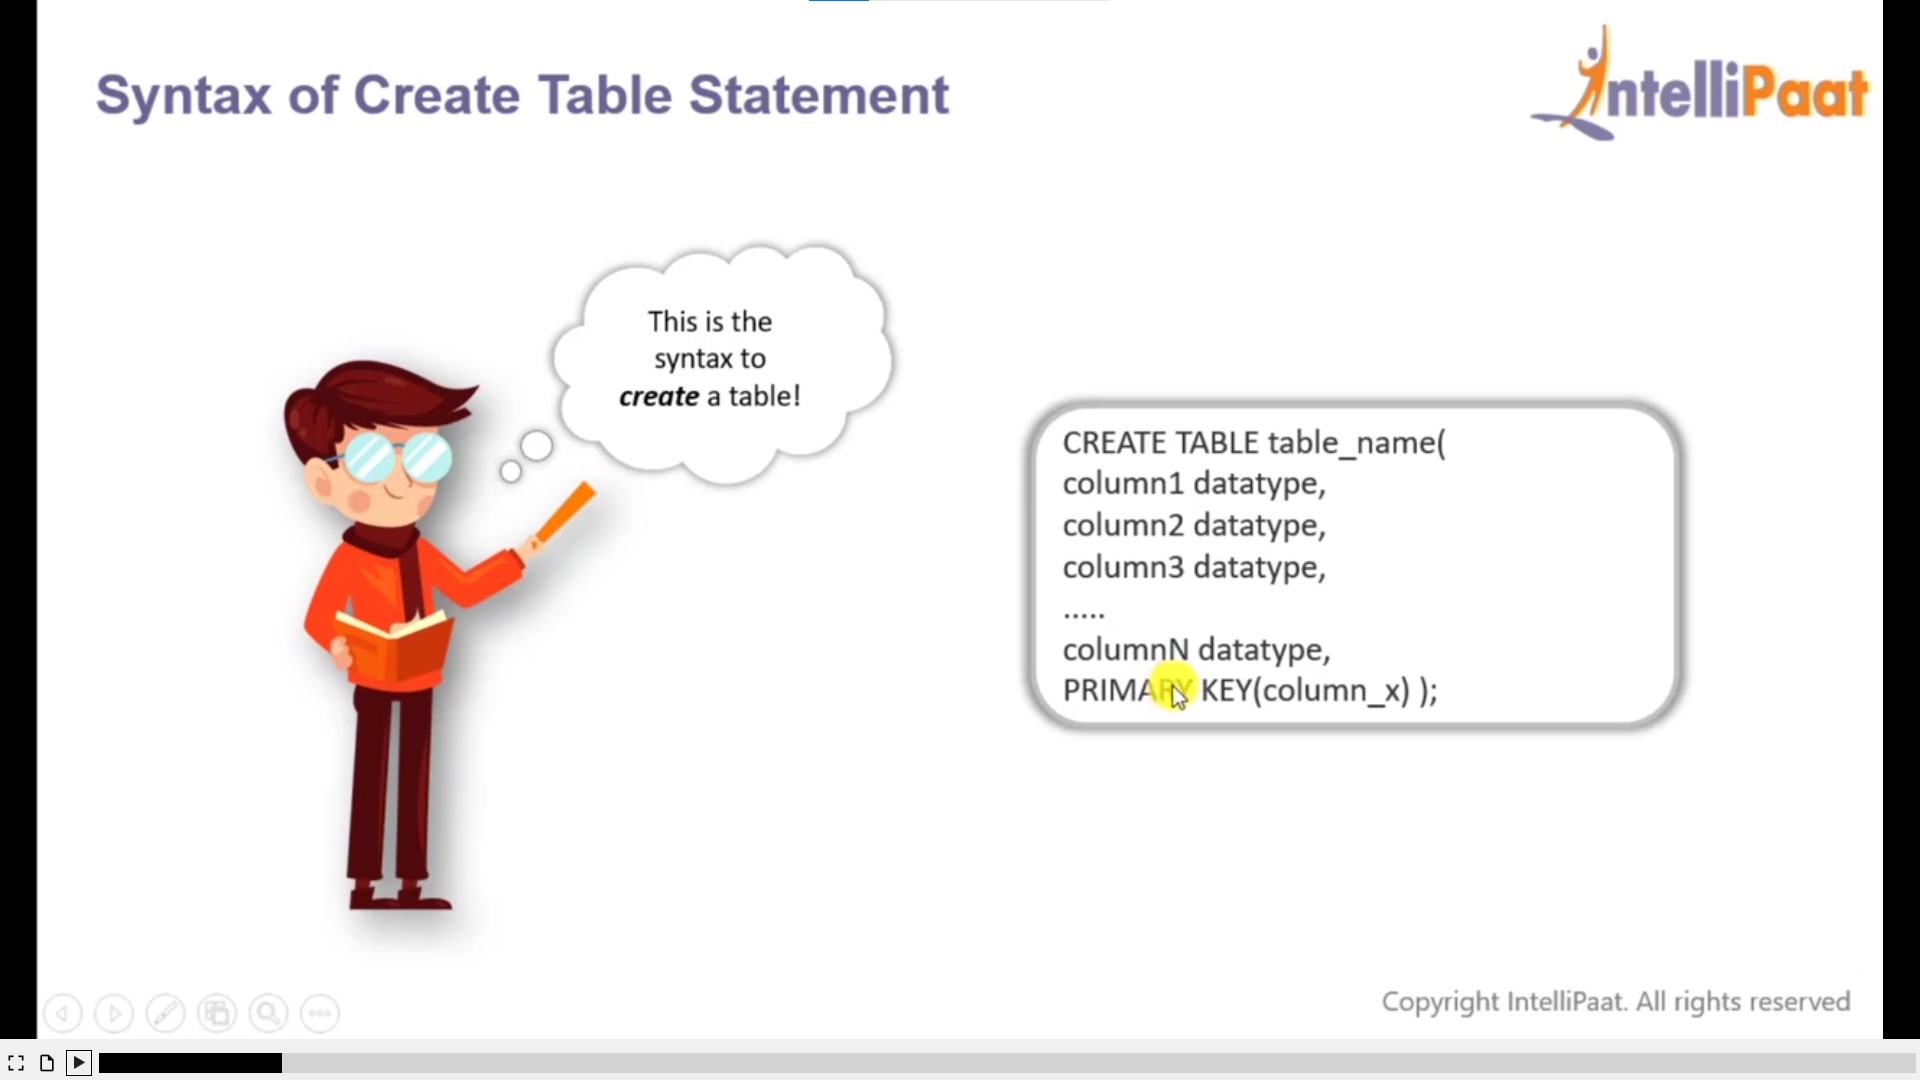 Syntax of Create Table Statement
IntelliPaat
This is the
syntax to
create a table!
CREATE TABLE table_name(
column1 datatype,
column2 datatype,
column3 datatype,
.....
columnN datatype,
PRIMARY KEY(column_x) );
Copyright IntelliPaat. All rights reserved